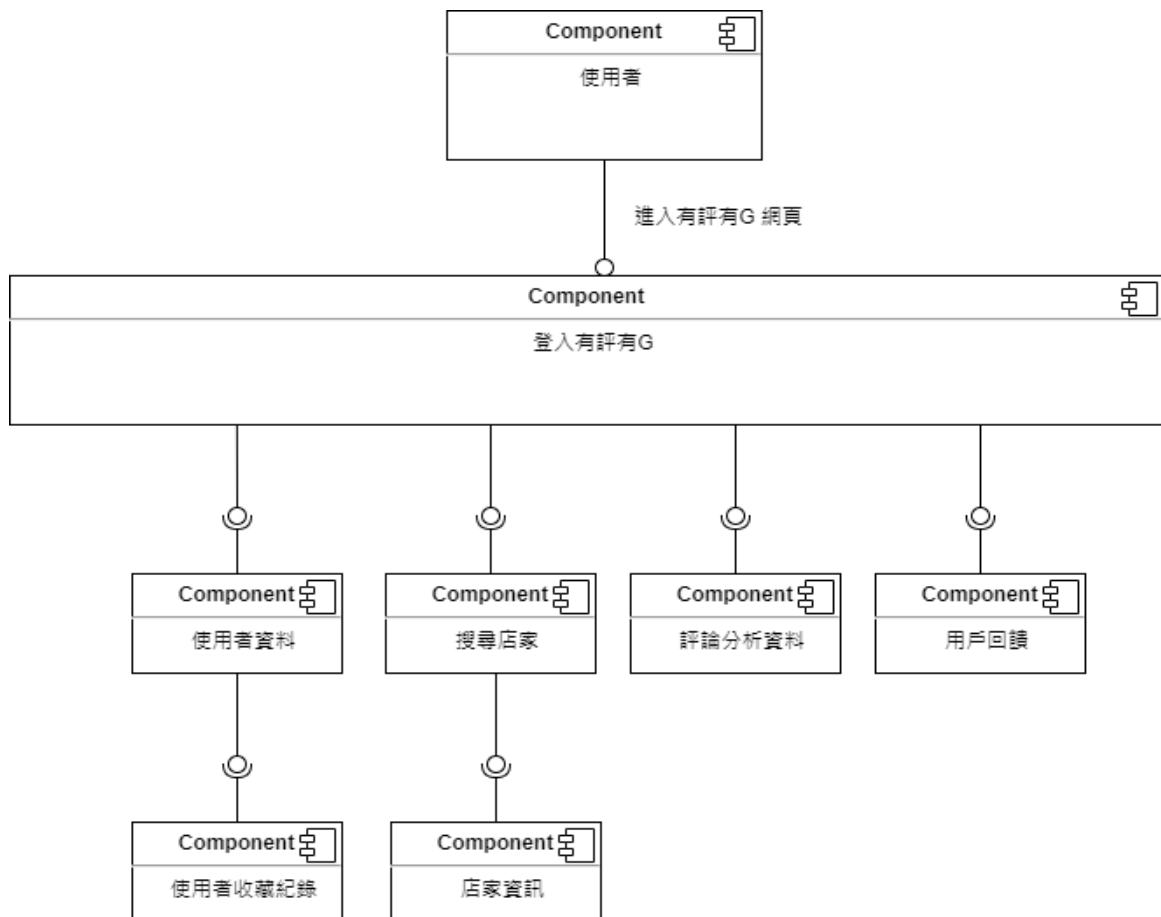 Component
使用者
進入有評有G 網頁
Component
登入有評有G
Component
使用者資料
Component
搜尋店家
Component
評論分析資料
Component
用戶回饋
Component
使用者收藏紀錄
Component
店家資訊